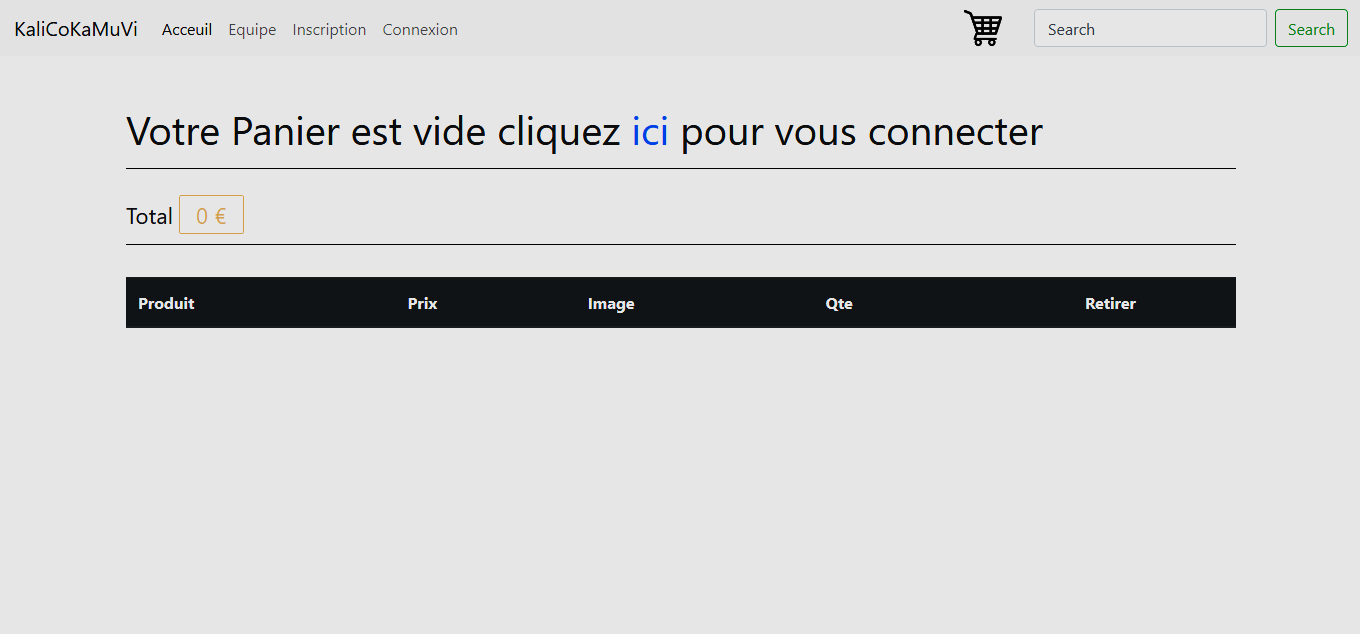 KaliCoKaMuVi Acceuil Equipe Inscription Connexion Search Search
Votre Panier est vide cliquez ici pour vous connecter
Total 0 €
Produit Prix Image Qte Retirer